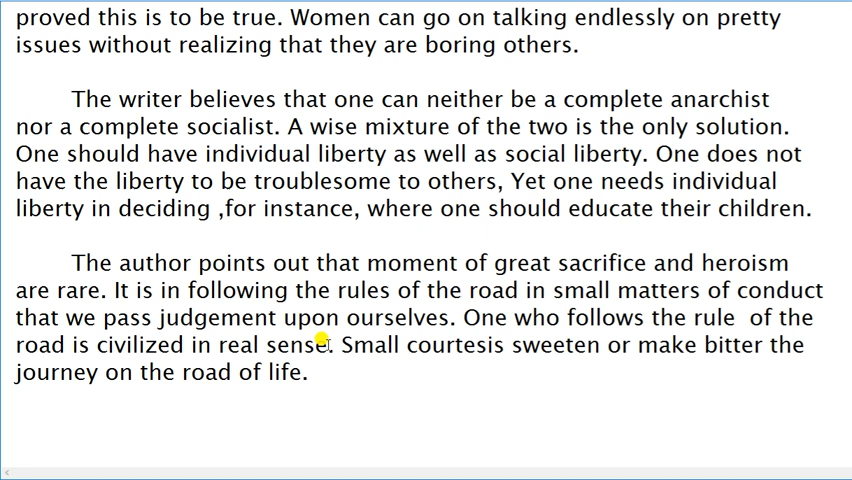 proved this is to be true. Women can go on talking endlessly on pretty
issues without realizing that they are boring others.
The writer believes that one can neither be a complete anarchist
nor a complete socialist. A wise mixture of the two is the only solution.
One should have individual liberty as well as social liberty. One does not
have the liberty to be troublesome to others, Yet one needs individual
liberty in deciding ,for instance, where one should educate their children.
The author points out that moment of great sacrifice and heroism
are rare. It is in following the rules of the road in small matters of conduct
that we pass judgement upon ourselves. One who follows the rule  of the
road is civilized in real sense. Small courtesis sweeten or make bitter the
journey on the road of life.